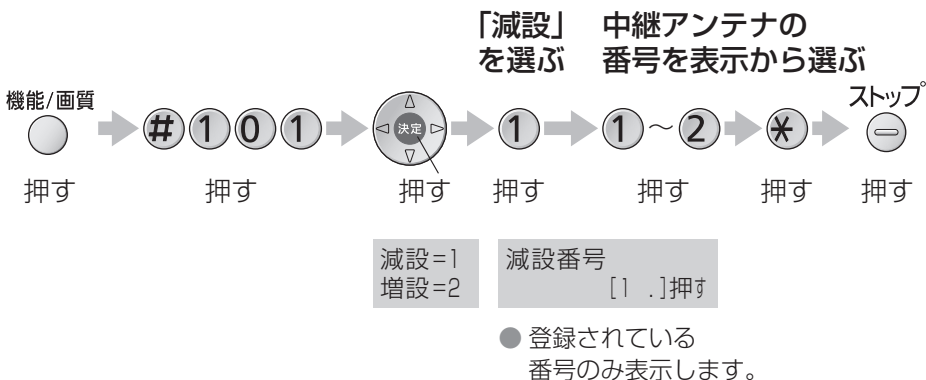 「減設」
を選ぶ
中継アンテナの
番号を表示から選ぶ
機能/画質
#101
決定
1
1～2
*
ストップ
押す
押す
押す
押す
押す
押す
押す
減設=1
増設=2
減設番号
[1 .]押す
● 登録されている
番号のみ表示します。